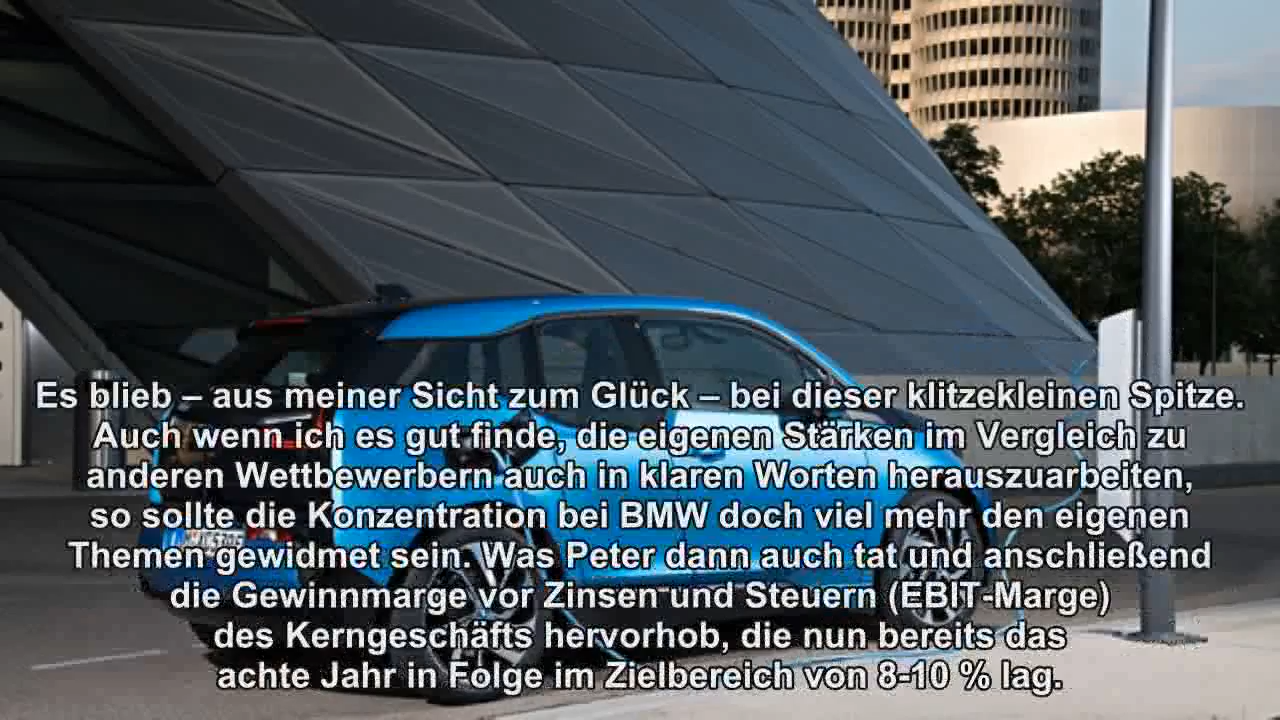 Es blieb – aus meiner Sicht zum Glück – bei dieser klitzekleinen Spitze.
Auch wenn ich es gut finde, die eigenen Stärken im Vergleich zu
anderen Wettbewerbern auch in klaren Worten herauszuarbeiten,
so sollte die Konzentration bei BMW doch viel mehr den eigenen
Themen gewidmet sein. Was Peter dann auch tat und anschließend
die Gewinnmarge vor Zinsen und Steuern (EBIT-Marge)
des Kerngeschäfts hervorhob, die nun bereits das
achte Jahr in Folge im Zielbereich von 8-10 % lag.